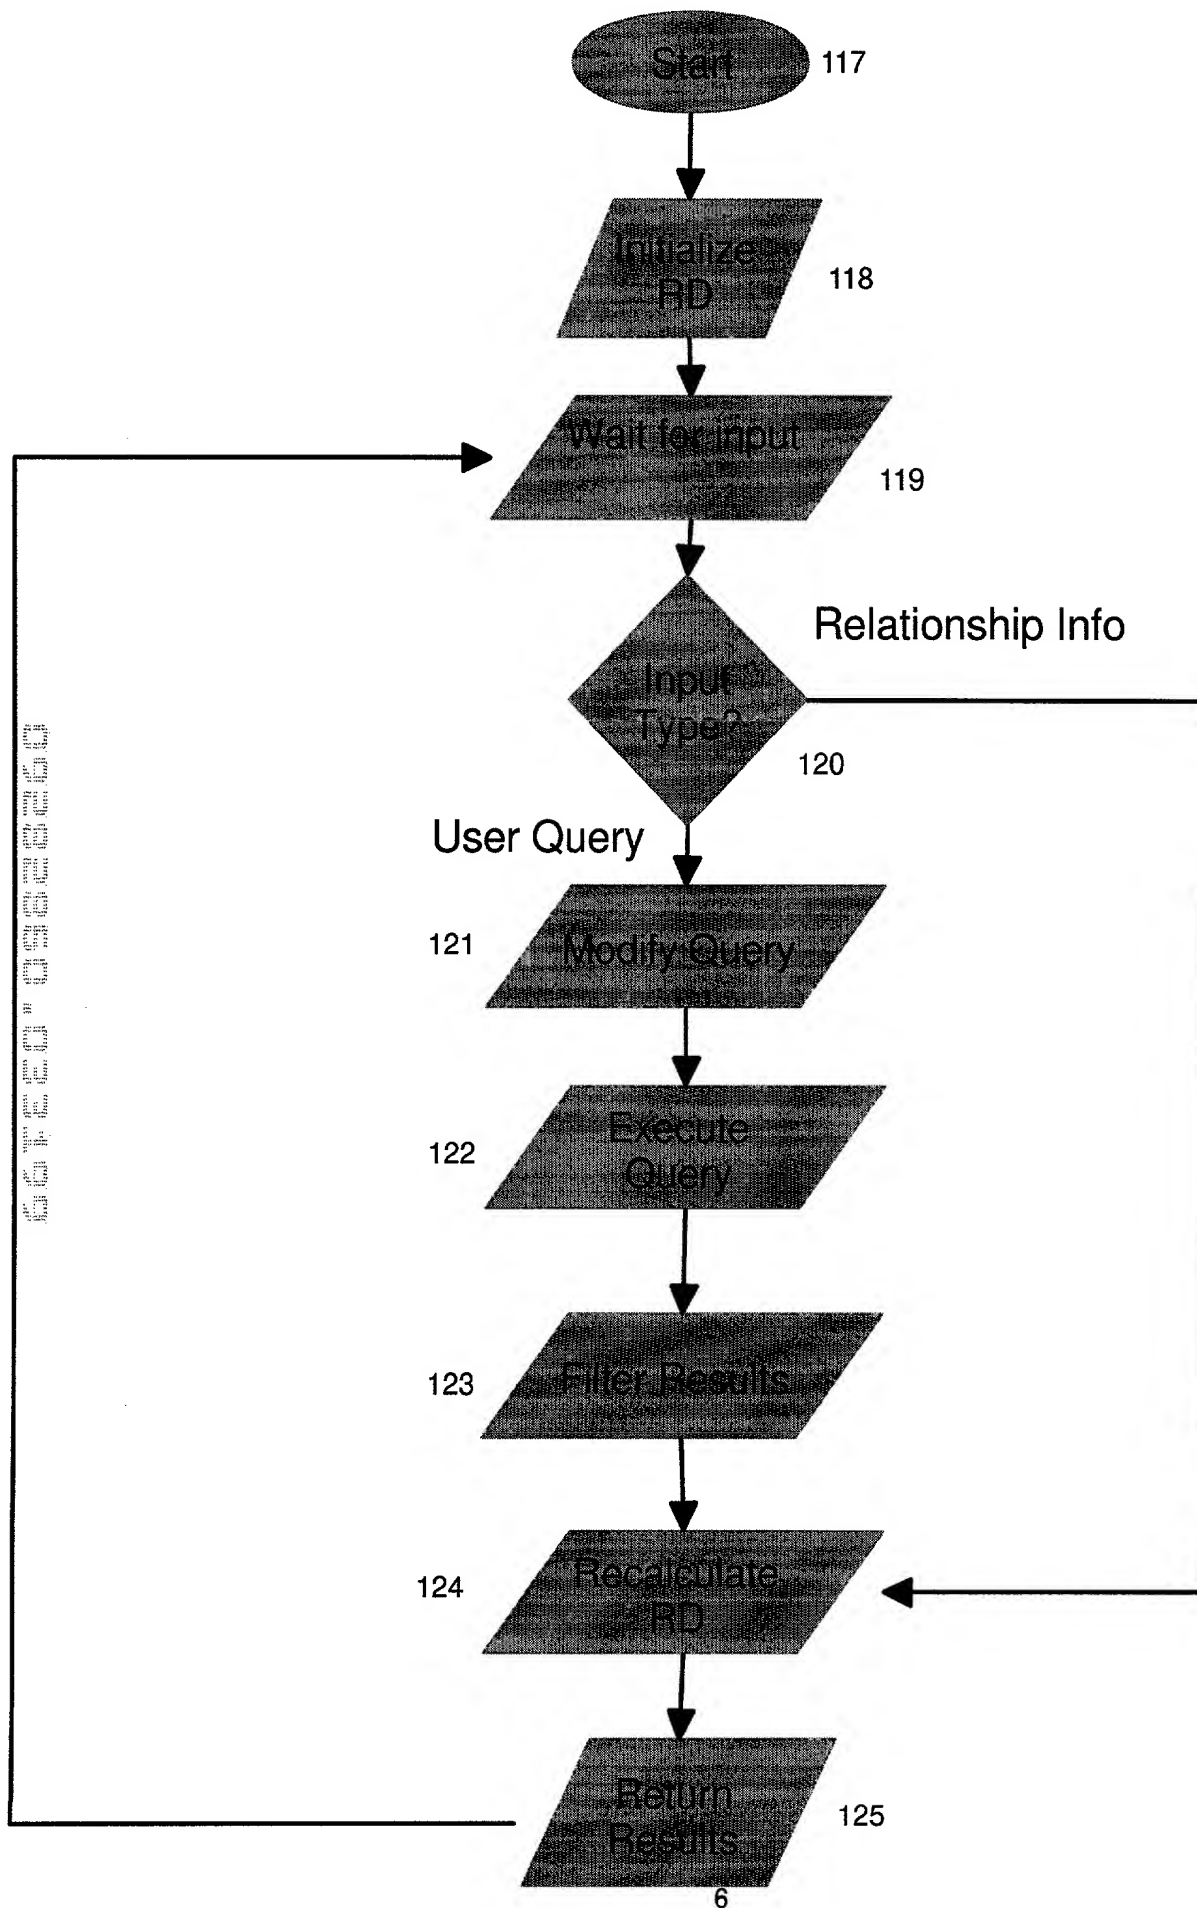 Start
117
Initialize
RD
118
Wait for input
119
Relationship Info
Input
Type?
120
User Query
121
Modify Query
122
Execute
Query
123
Filter Results
124
Recalculate
RD
Return
Results
125
6